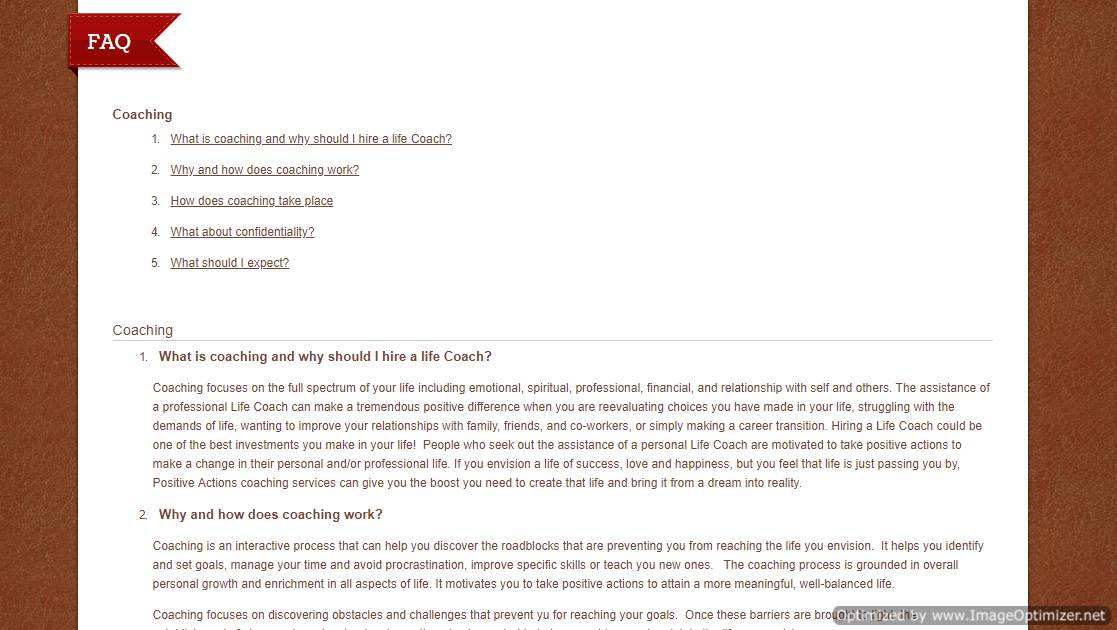 FAQ
Coaching
1. What is coaching and why should I hire a life Coach?
2. Why and how does coaching work?
3. How does coaching take place
4. What about confidentiality?
5. What should I expect?
Coaching
1. What is coaching and why should I hire a life Coach?
Coaching focuses on the full spectrum of your life including emotional, spiritual, professional, financial, and relationship with self and others. The assistance of
a professional Life Coach can make a tremendous positive difference when you are reevaluating choices you have made in your life, struggling with the
demands of life, wanting to improve your relationships with family, friends, and co-workers, or simply making a career transition. Hiring a Life Coach could be
one of the best investments you make in your life!  People who seek out the assistance of a personal Life Coach are motivated to take positive actions to
make a change in their personal and/or professional life. If you envision a life of success, love and happiness, but you feel that life is just passing you by,
Positive Actions coaching services can give you the boost you need to create that life and bring it from a dream into reality.
2. Why and how does coaching work?
Coaching is an interactive process that can help you discover the roadblocks that are preventing you from reaching the life you envision.  It helps you identify
and set goals, manage your time and avoid procrastination, improve specific skills or teach you new ones.   The coaching process is grounded in overall
personal growth and enrichment in all aspects of life. It motivates you to take positive actions to attain a more meaningful, well-balanced life.
Coaching focuses on discovering obstacles and challenges that prevent yu for reaching your goals.  Once these barriers are
Optimized by www.ImageOptimizer.net